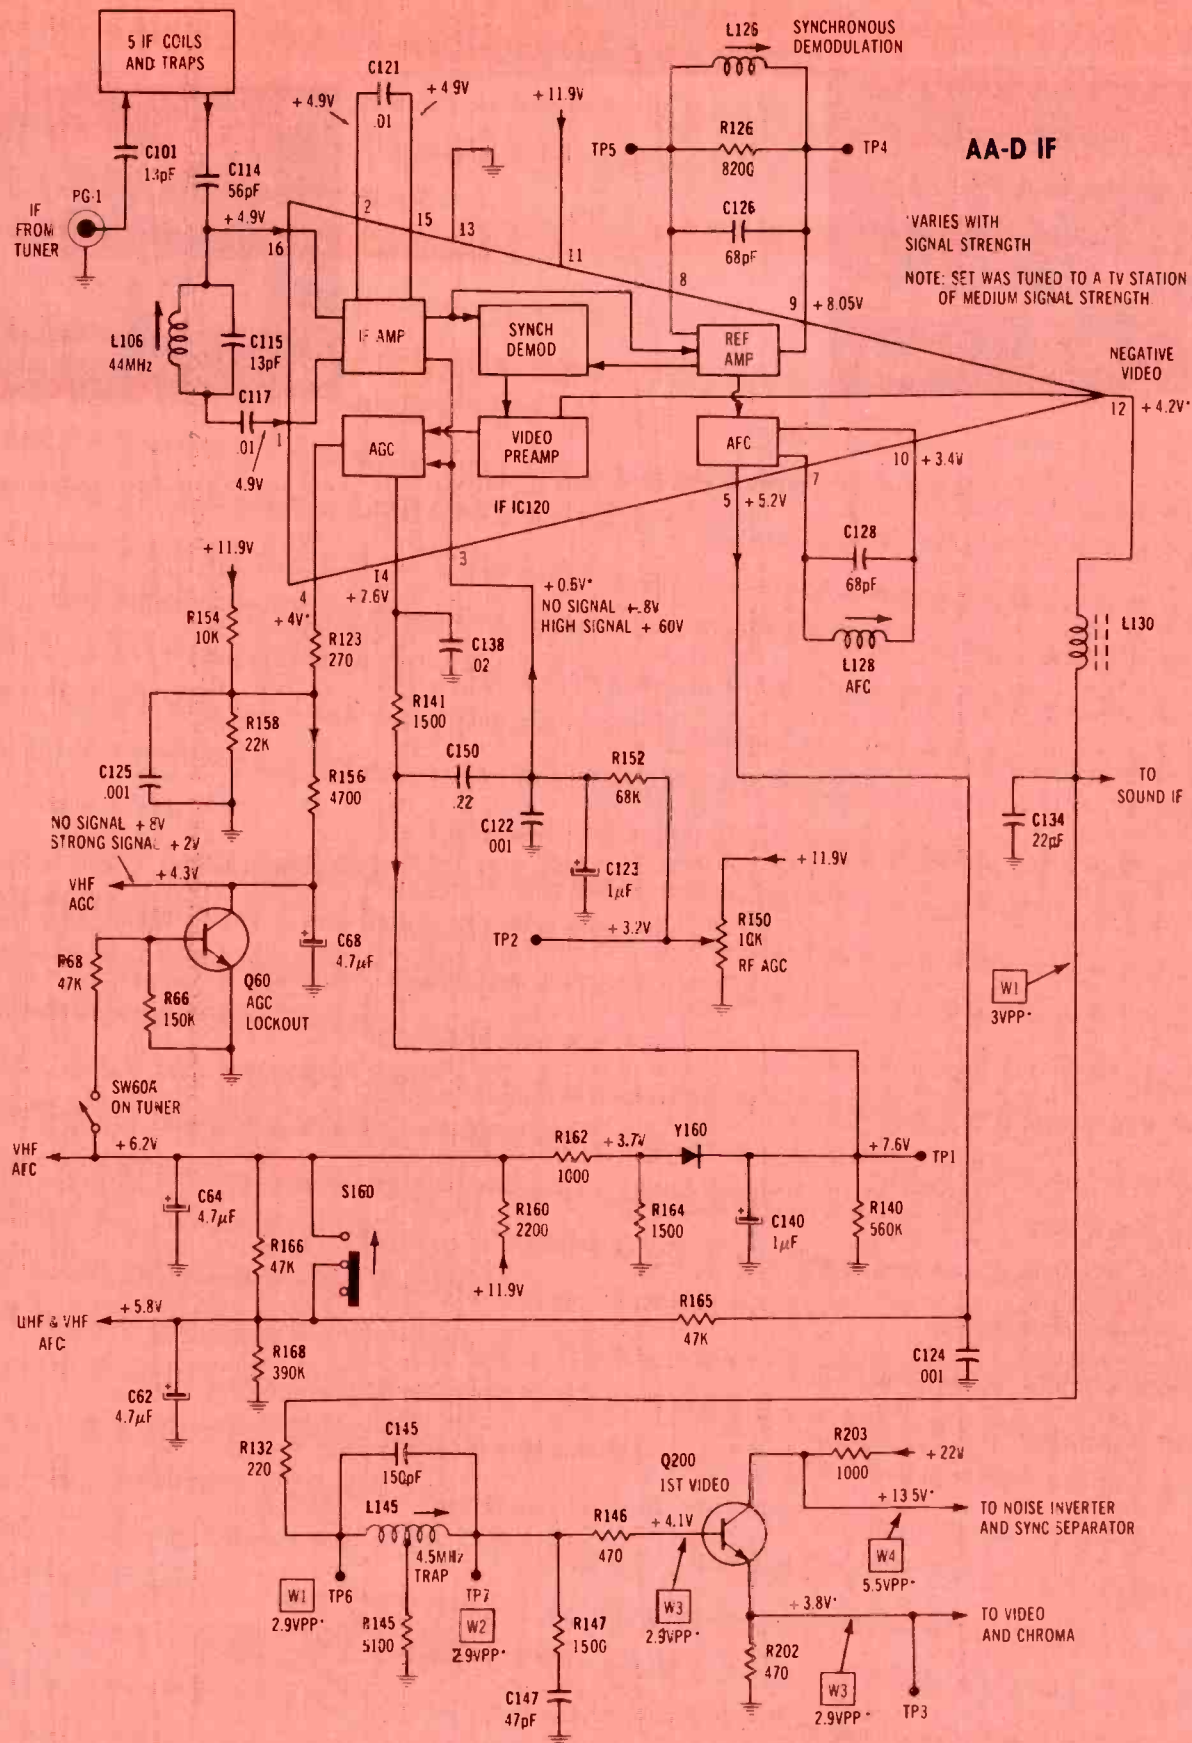 5 IF COILS
AND TRAPS
C101
13pF
PG-1
IF
FROM
TUNER
C114
56pF
+4.9V
16
L106
44MHz
C115
13pF
C117
.01
1
4.9V
C121
.01
+4.9V
+4.9V
2
15
13
+11.9V
11
L126
SYNCHRONOUS
DEMODULATION
TP5
R126
8200
TP4
C126
68pF
8
9
+8.05V
AA-D IF
*VARIES WITH
SIGNAL STRENGTH
NOTE: SET WAS TUNED TO A TV STATION
OF MEDIUM SIGNAL STRENGTH
IF AMP
SYNCH
DEMOD
REF
AMP
AGC
VIDEO
PREAMP
AFC
IF IC120
NEGATIVE
VIDEO
12
+4.2V*
10
+3.4V
7
5
+5.2V
C128
68pF
L128
AFC
L130
+11.9V
R154
10K
4
+4V*
R123
270
14
+7.6V
3
C138
.02
NO SIGNAL +.8V
HIGH SIGNAL +60V
R141
1500
R158
22K
C125
.001
R156
4700
C150
.22
R152
68K
C122
001
C123
1µF
NO SIGNAL +8V
STRONG SIGNAL +2V
VHF
AGC
+4.3V
C68
4.7µF
Q60
AGC
LOCKOUT
R68
47K
R66
150K
TP2
+3.2V
+11.9V
R150
10K
RF AGC
C134
22pF
TO
SOUND IF
W1
3VPP*
SW60A
ON TUNER
VHF
AFC
+6.2V
C64
4.7µF
R166
47K
S160
R162
1000
+3.7V
Y160
R160
2200
+11.9V
R164
1500
C140
1µF
+7.6V
TP1
R140
560K
UHF & VHF
AFC
+5.8V
R165
47K
C124
001
C62
4.7µF
R168
390K
R132
220
C145
150pF
L145
4.5MHz
TRAP
W1
2.9VPP*
TP6
R145
5100
TP7
W2
2.9VPP*
R146
470
R147
1500
C147
47pF
+4.1V
W3
2.9VPP*
Q200
1ST VIDEO
R203
1000
+22V
+13.5V*
TO NOISE INVERTER
AND SYNC SEPARATOR
W4
5.5VPP*
+3.8V*
TO VIDEO
AND CHROMA
R202
470
W3
2.9VPP*
TP3